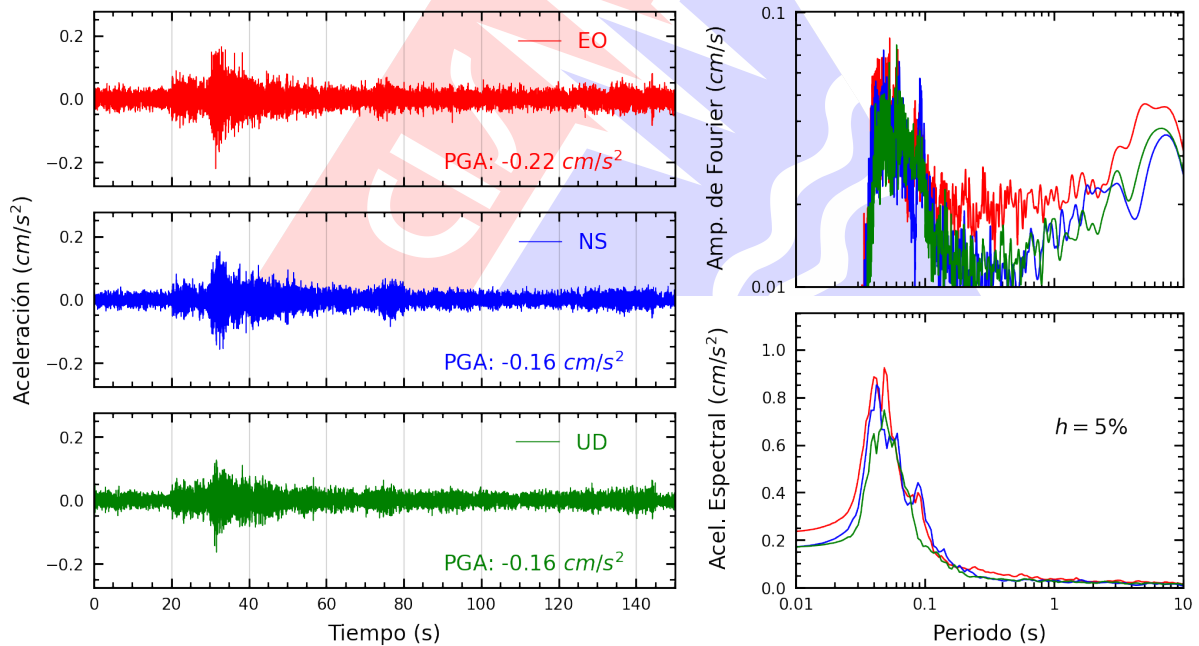 Aceleración (cm/s²)
0.2
0.0
−0.2
EO
PGA: -0.22 cm/s²
0.2
0.0
−0.2
NS
PGA: -0.16 cm/s²
0.2
0.0
−0.2
UD
PGA: -0.16 cm/s²
0 20 40 60 80 100 120 140
Tiempo (s)
Amp. de Fourier (cm/s)
0.1
0.01
Acel. Espectral (cm/s²)
1.0
0.8
0.6
0.4
0.2
0.0
h = 5%
0.01 0.1 1 10
Periodo (s)